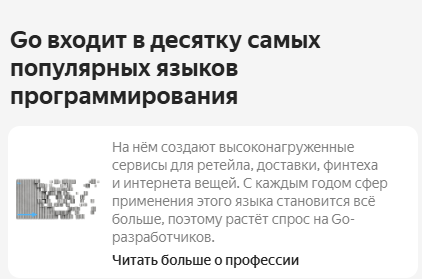 Go входит в десятку самых
популярных языков
программирования
На нём создают высоконагруженные
сервисы для ретейла, доставки, финтеха
и интернета вещей. С каждым годом сфер
применения этого языка становится всё
больше, поэтому растёт спрос на Go-
разработчиков.
Читать больше о профессии